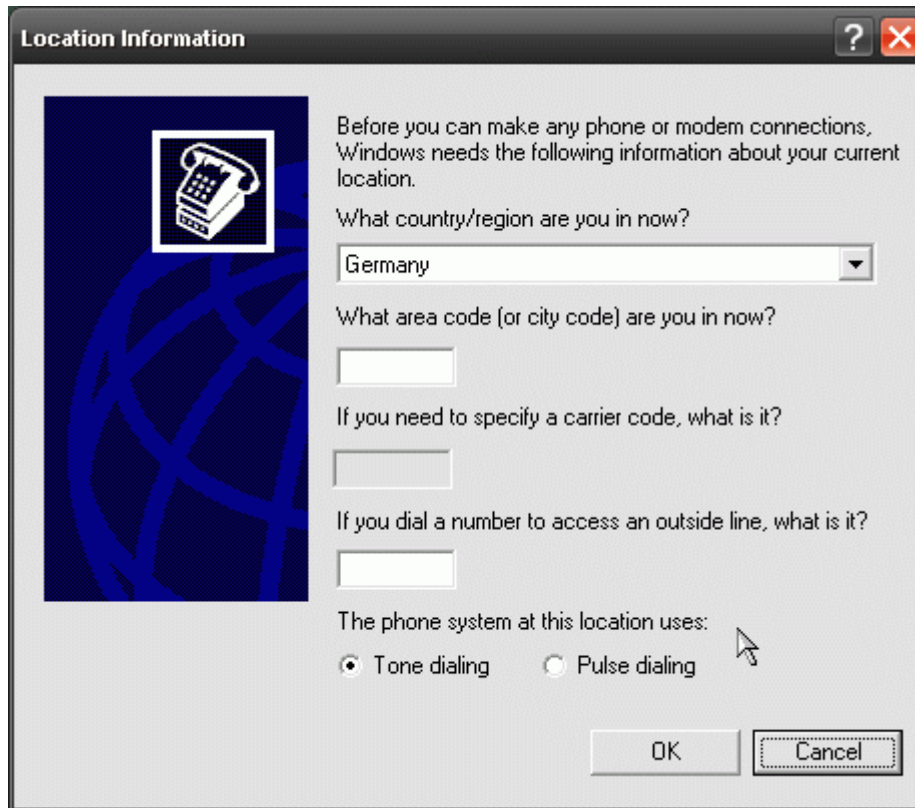 Location Information
Before you can make any phone or modem connections,
Windows needs the following information about your current
location.
What country/region are you in now?
Germany
What area code (or city code) are you in now?
If you need to specify a carrier code, what is it?
If you dial a number to access an outside line, what is it?
The phone system at this location uses:
Tone dialing Pulse dialing
OK Cancel